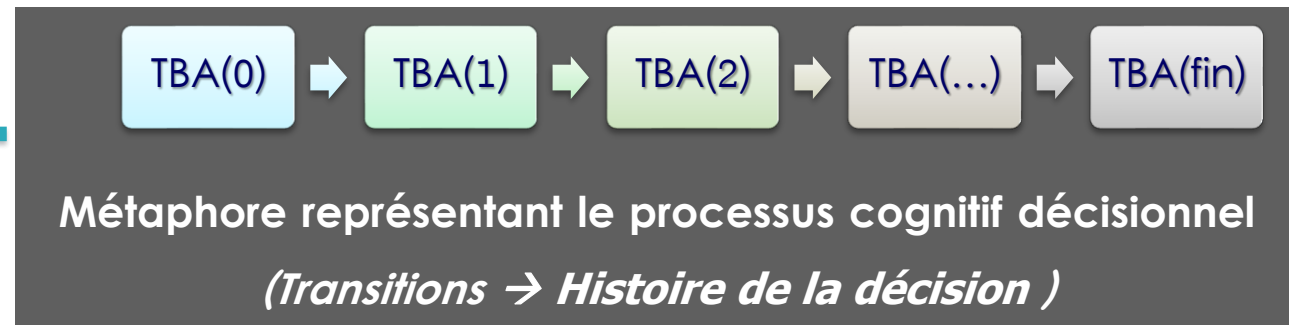 TBA(0) TBA(1) TBA(2) TBA(...) TBA(fin)
Métaphore représentant le processus cognitif décisionnel
(Transitions → Histoire de la décision )